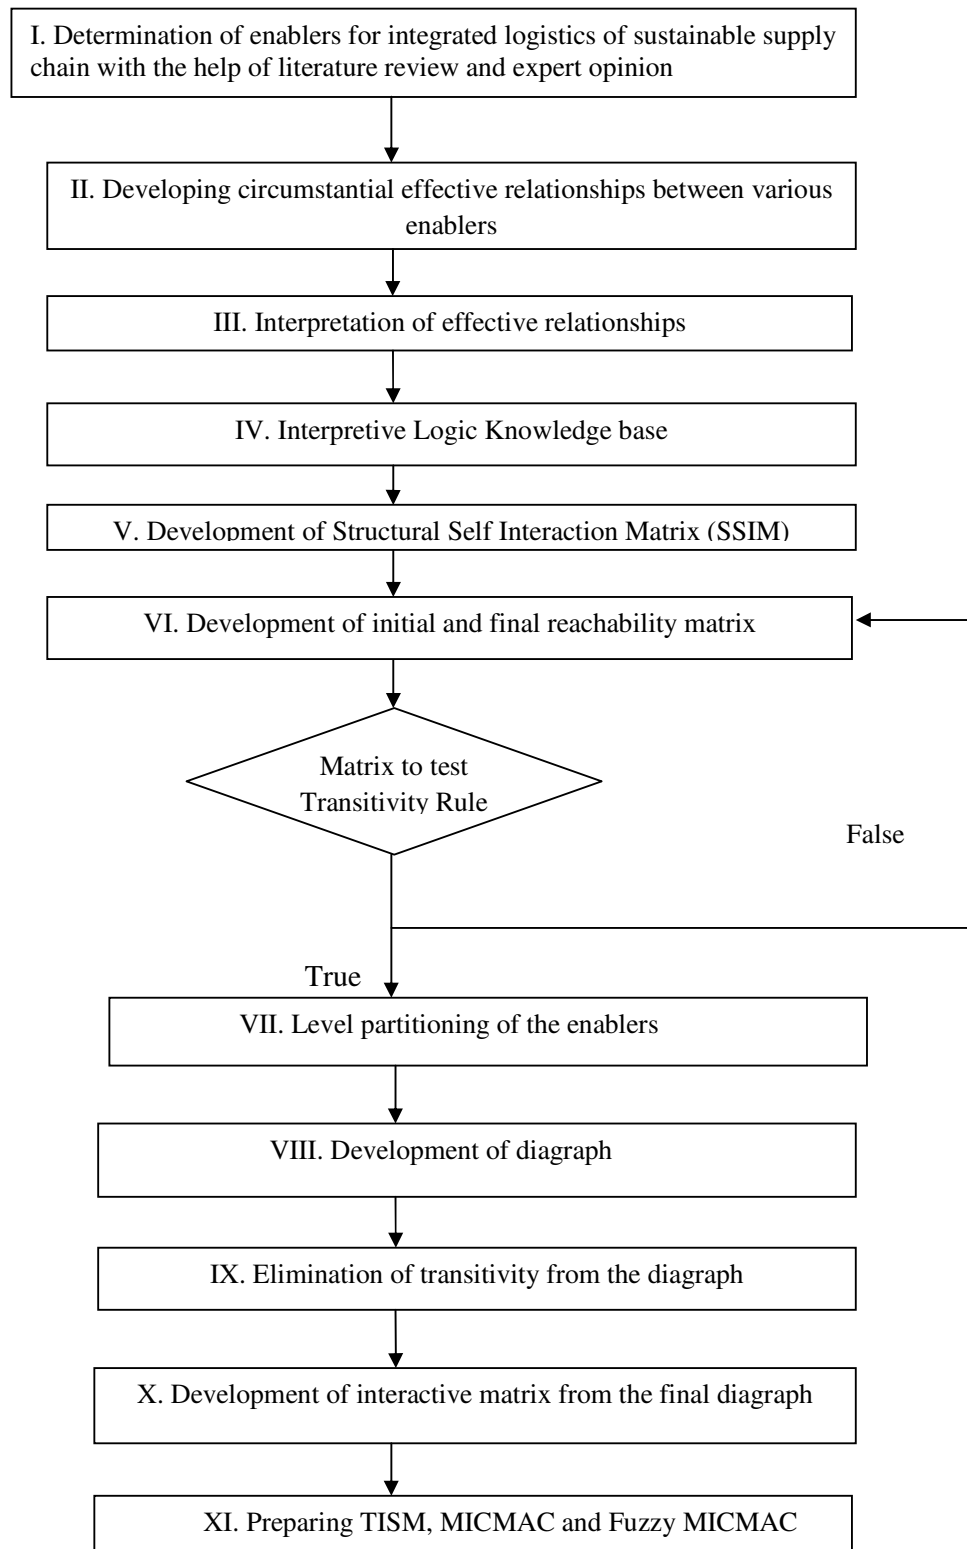 I. Determination of enablers for integrated logistics of sustainable supply
chain with the help of literature review and expert opinion
II. Developing circumstantial effective relationships between various
enablers
III. Interpretation of effective relationships
IV. Interpretive Logic Knowledge base
V. Development of Structural Self Interaction Matrix (SSIM)
VI. Development of initial and final reachability matrix
Matrix to test
Transitivity Rule
False
True
VII. Level partitioning of the enablers
VIII. Development of diagraph
IX. Elimination of transitivity from the diagraph
X. Development of interactive matrix from the final diagraph
XI. Preparing TISM, MICMAC and Fuzzy MICMAC